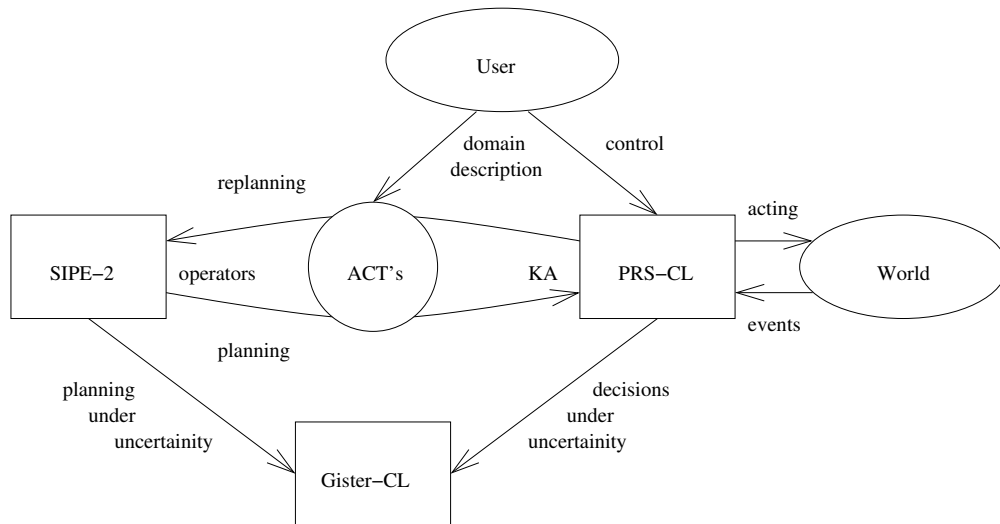 User
domain
description
control
replanning
acting
SIPE−2
operators
ACT's
KA
PRS−CL
World
events
planning
planning
under
uncertainity
decisions
under
uncertainity
Gister−CL